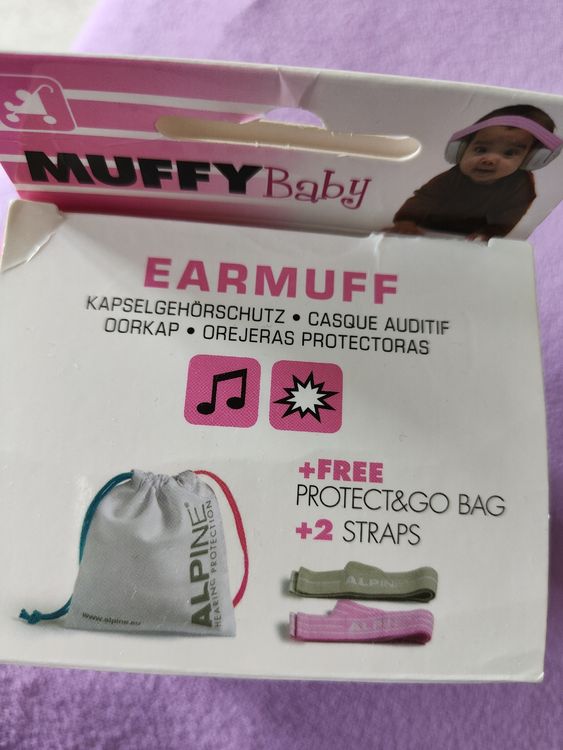 MUFFY Baby
EARMUFF
KAPSELGEHÖRSCHUTZ • CASQUE AUDITIF
OORKAP • OREJERAS PROTECTORAS
+FREE
PROTECT&GO BAG
+2 STRAPS
ALPINE®
HEARING PROTECTION
www.alpine.eu
ALPINE
ALPINE